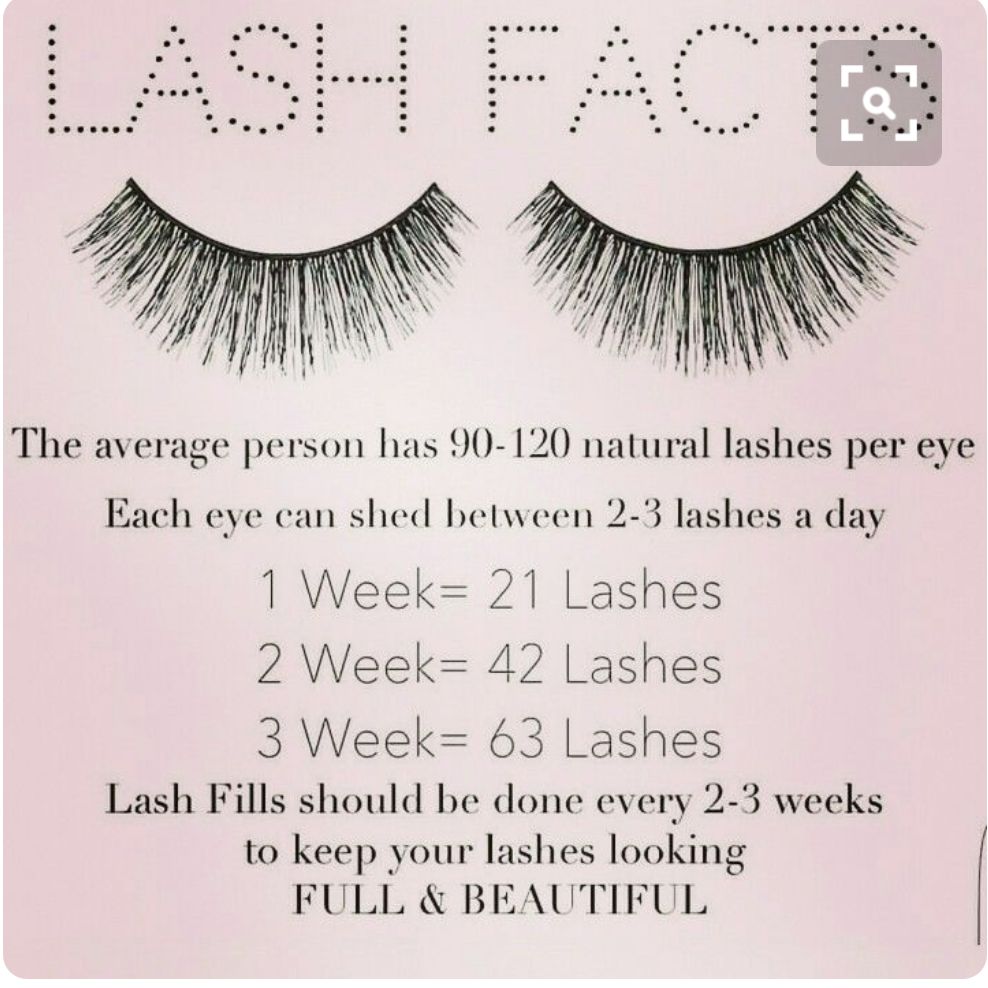 LASH FACTS
The average person has 90-120 natural lashes per eye
Each eye can shed between 2-3 lashes a day
1 Week= 21 Lashes
2 Week= 42 Lashes
3 Week= 63 Lashes
Lash Fills should be done every 2-3 weeks
to keep your lashes looking
FULL & BEAUTIFUL